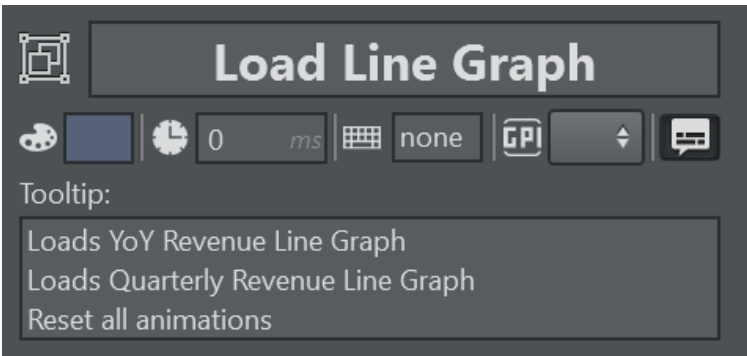 Load Line Graph
0 ms none GPI
Tooltip:
Loads YoY Revenue Line Graph
Loads Quarterly Revenue Line Graph
Reset all animations